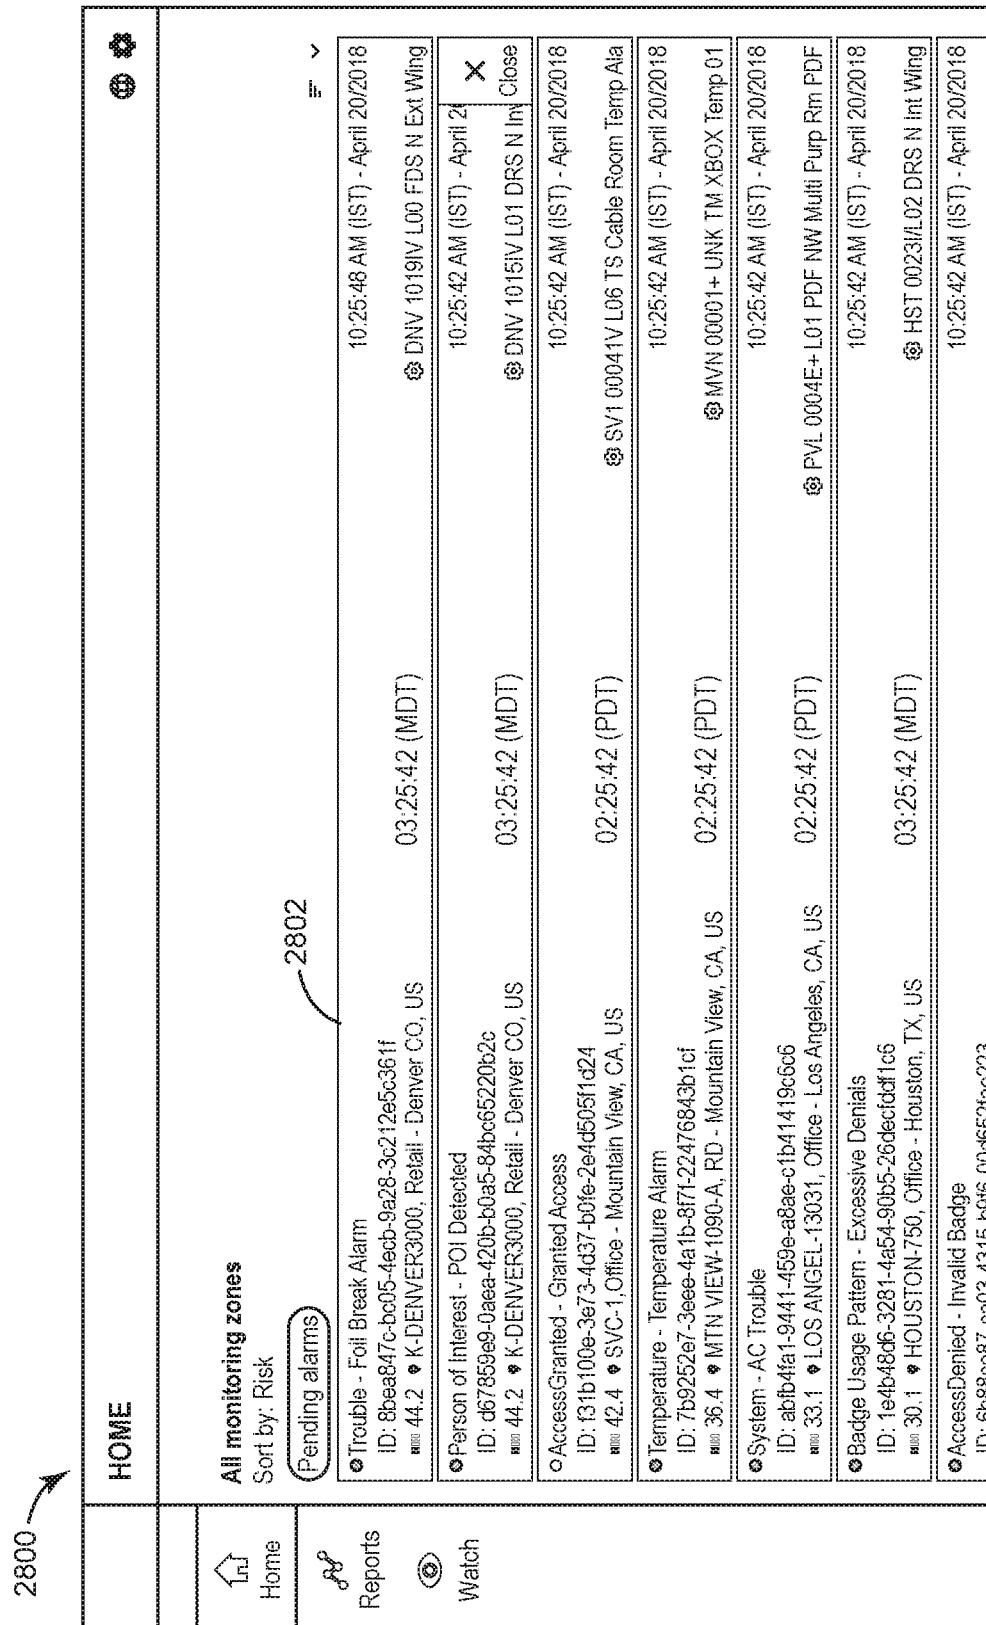 2800
HOME
Home
Reports
Watch
All monitoring zones
Sort by: Risk
Pending alarms
2802
Trouble - Foil Break Alarm
10:25:48 AM (IST) - April 20/2018
ID: 8bea847c-bc05-4ecb-9a28-3c212e5c361f
44.2 K-DENVER3000, Retail - Denver CO, US 03:25:42 (MDT) DNV 1019IV L00 FDS N Ext Wing
Person of Interest - POI Detected
10:25:42 AM (IST) - April 20
Close
ID: d67859e9-0aea-420b-b0a5-84bc65220b2c
44.2 K-DENVER3000, Retail - Denver CO, US 03:25:42 (MDT) DNV 1015IV L01 DRS N Inv
AccessGranted - Granted Access
10:25:42 AM (IST) - April 20/2018
ID: f31b100e-3e73-4d37-b0fe-2e4d505f1d24
42.4 SVC-1,Office - Mountain View, CA, US 02:25:42 (PDT) SV1 00041V L06 TS Cable Room Temp Ala
Temperature - Temperature Alarm
10:25:42 AM (IST) - April 20/2018
ID: 7b9252e7-3eee-4a1b-8f71-22476843b1cf
36.4 MTN VIEW-1090-A, RD - Mountain View, CA, US 02:25:42 (PDT) MVN 00001+ UNK TM XBOX Temp 01
System - AC Trouble
10:25:42 AM (IST) - April 20/2018
ID: abfb4fa1-9441-459e-a8ae-c1b41419c6c6
33.1 LOS ANGEL-13031, Office - Los Angeles, CA, US 02:25:42 (PDT) PVL 0004E+ L01 PDF NW Multi Purp Rm PDF
Badge Usage Pattern - Excessive Denials
10:25:42 AM (IST) - April 20/2018
ID: 1e4b48d6-3281-4a54-90b5-26decfddf1c6
30.1 HOUSTON-750, Office - Houston, TX, US 03:25:42 (MDT) HST 0023I/L02 DRS N Int Wing
AccessDenied - Invalid Badge
10:25:42 AM (IST) - April 20/2018
ID: